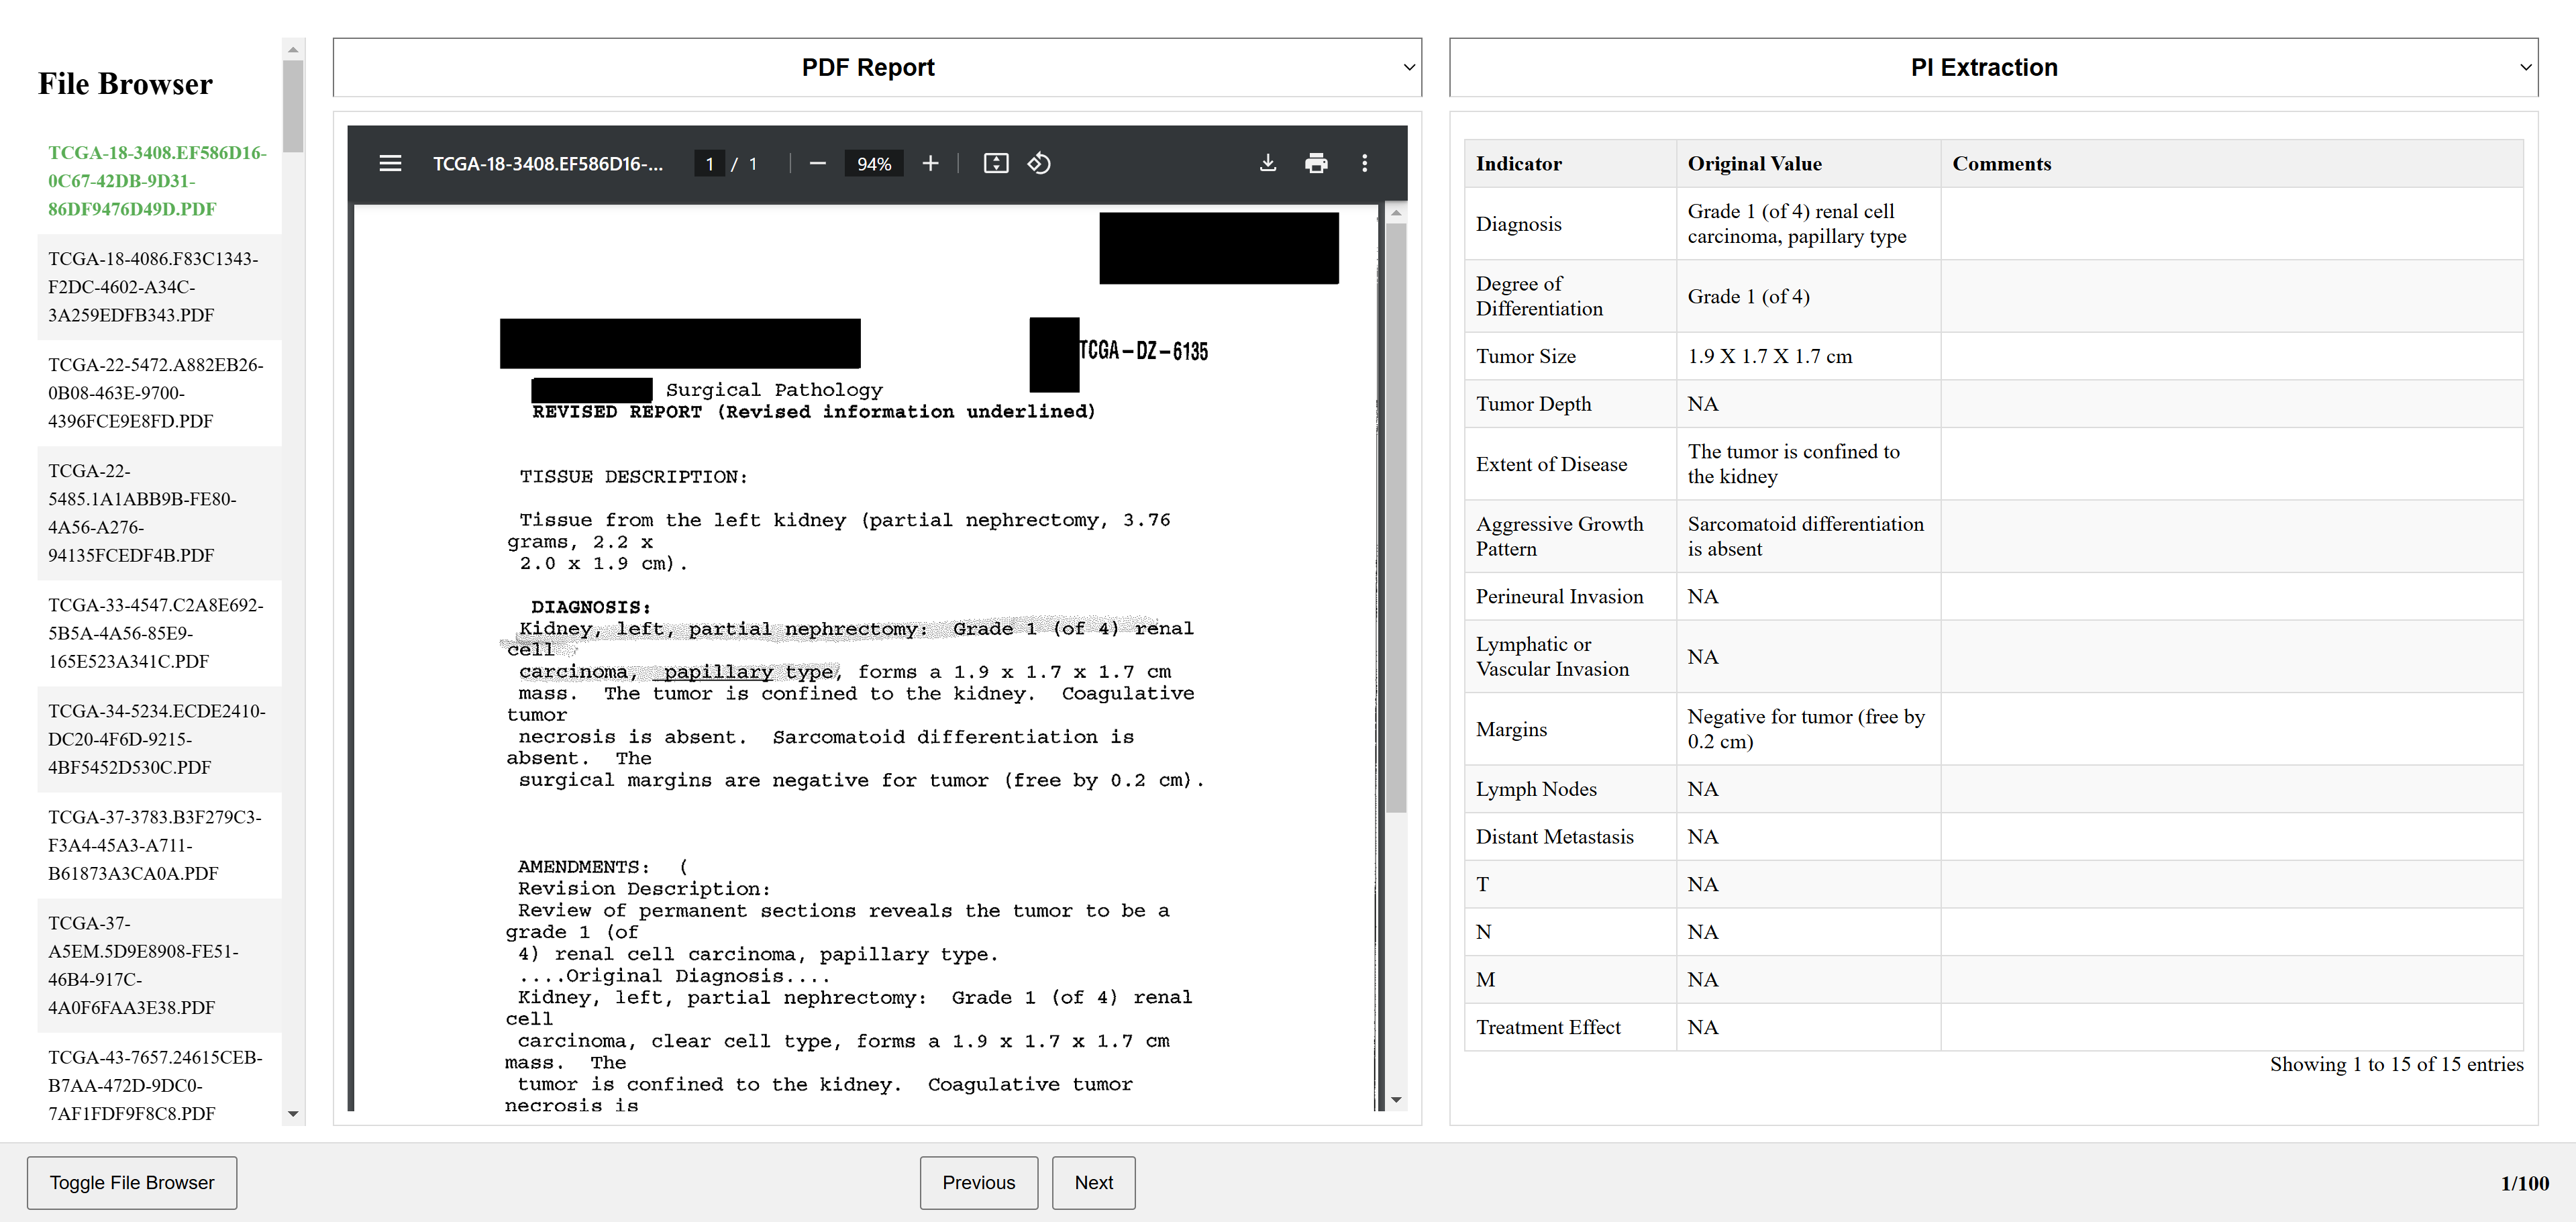 File Browser
TCGA-18-3408.EF586D16-
0C67-42DB-9D31-
86DF9476D49D.PDF
TCGA-18-4086.F83C1343-
F2DC-4602-A34C-
3A259EDFB343.PDF
TCGA-22-5472.A882EB26-
0B08-463E-9700-
4396FCE9E8FD.PDF
TCGA-22-
5485.1A1ABB9B-FE80-
4A56-A276-
94135FCEDF4B.PDF
TCGA-33-4547.C2A8E692-
5B5A-4A56-85E9-
165E523A341C.PDF
TCGA-34-5234.ECDE2410-
DC20-4F6D-9215-
4BF5452D530C.PDF
TCGA-37-3783.B3F279C3-
F3A4-45A3-A711-
B61873A3CA0A.PDF
TCGA-37-
A5EM.5D9E8908-FE51-
46B4-917C-
4A0F6FAA3E38.PDF
TCGA-43-7657.24615CEB-
B7AA-472D-9DC0-
7AF1FDF9F8C8.PDF
PDF Report
TCGA-18-3408.EF586D16-... 1 / 1 94%
TCGA-DZ-6135
Surgical Pathology
REVISED REPORT (Revised information underlined)
TISSUE DESCRIPTION:
Tissue from the left kidney (partial nephrectomy, 3.76
grams, 2.2 x
2.0 x 1.9 cm).
DIAGNOSIS:
Kidney, left, partial nephrectomy: Grade 1 (of 4) renal
cell
carcinoma, papillary type, forms a 1.9 x 1.7 x 1.7 cm
mass. The tumor is confined to the kidney. Coagulative
tumor
necrosis is absent. Sarcomatoid differentiation is
absent. The
surgical margins are negative for tumor (free by 0.2 cm).
AMENDMENTS: (
Revision Description:
Review of permanent sections reveals the tumor to be a
grade 1 (of
4) renal cell carcinoma, papillary type.
....Original Diagnosis....
Kidney, left, partial nephrectomy: Grade 1 (of 4) renal
cell
carcinoma, clear cell type, forms a 1.9 x 1.7 x 1.7 cm
mass. The
tumor is confined to the kidney. Coagulative tumor
necrosis is
PI Extraction
Indicator Original Value Comments
Diagnosis Grade 1 (of 4) renal cell
carcinoma, papillary type
Degree of
Differentiation Grade 1 (of 4)
Tumor Size 1.9 X 1.7 X 1.7 cm
Tumor Depth NA
Extent of Disease The tumor is confined to
the kidney
Aggressive Growth
Pattern Sarcomatoid differentiation
is absent
Perineural Invasion NA
Lymphatic or
Vascular Invasion NA
Margins Negative for tumor (free by
0.2 cm)
Lymph Nodes NA
Distant Metastasis NA
T NA
N NA
M NA
Treatment Effect NA
Showing 1 to 15 of 15 entries
Toggle File Browser
Previous
Next
1/100